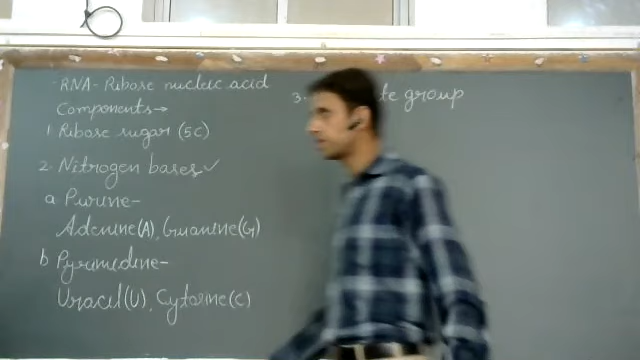 -RNA- Ribose nucleic acid
Components→
1 Ribose sugar (5C)
2. Nitrogen bases✓
a Purine-
Adenine(A), Guanine(G)
b Pyrimedine-
Uracil(U), Cytosine(C)
3. te group